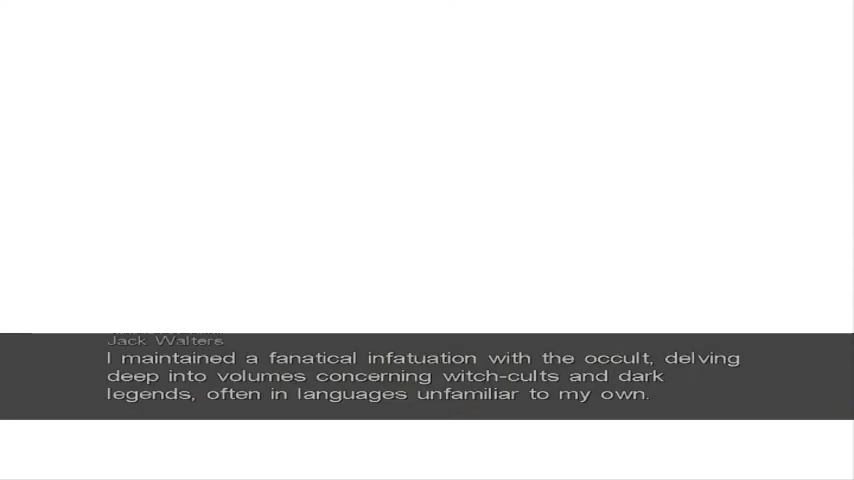 Jack Walters
I maintained a fanatical infatuation with the occult, delving
deep into volumes concerning witch-cults and dark
legends, often in languages unfamiliar to my own.